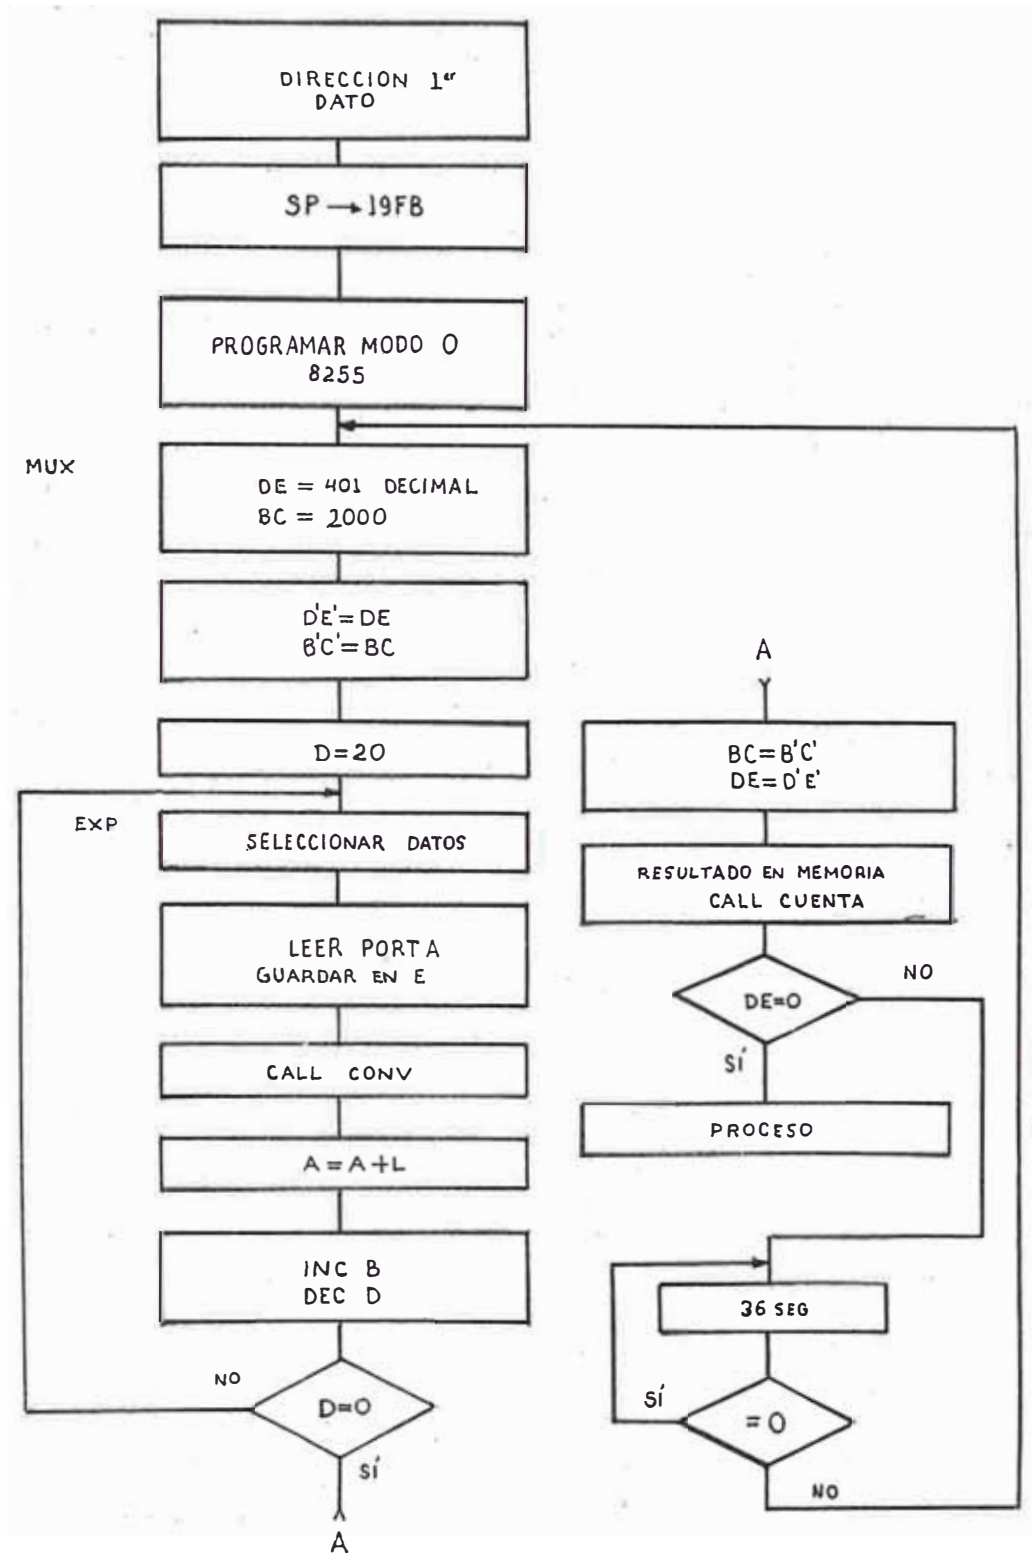 DIRECCION 1er
DATO
SP → 19FB
PROGRAMAR MODO 0
8255
MUX
DE = 401 DECIMAL
BC = 2000
D'E' = DE
B'C' = BC
D=20
EXP
SELECCIONAR DATOS
LEER PORT A
GUARDAR EN E
CALL CONV
A = A + L
INC B
DEC D
NO
D=0
SÍ
A
A
BC=B'C'
DE=D'E'
RESULTADO EN MEMORIA
CALL CUENTA
NO
DE=0
SÍ
PROCESO
36 SEG
SÍ
= 0
NO